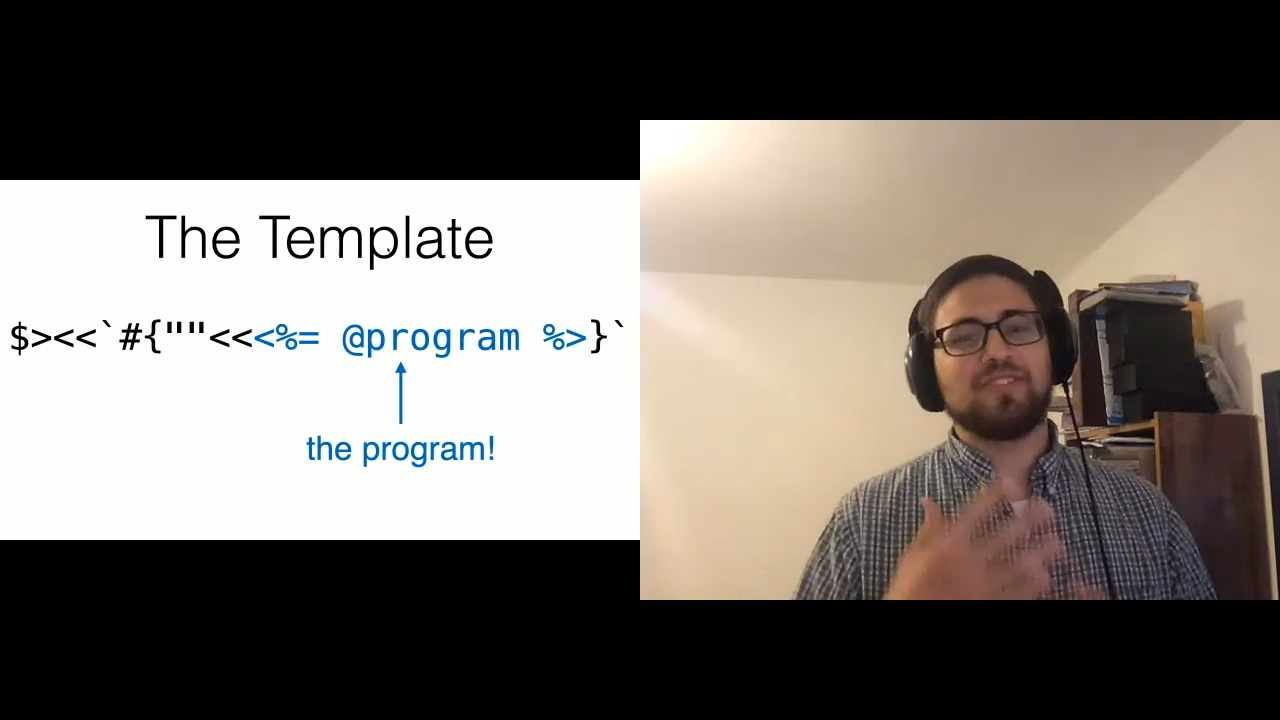 The Template
$><<`#{""<<<%= @program %>}`
the program!